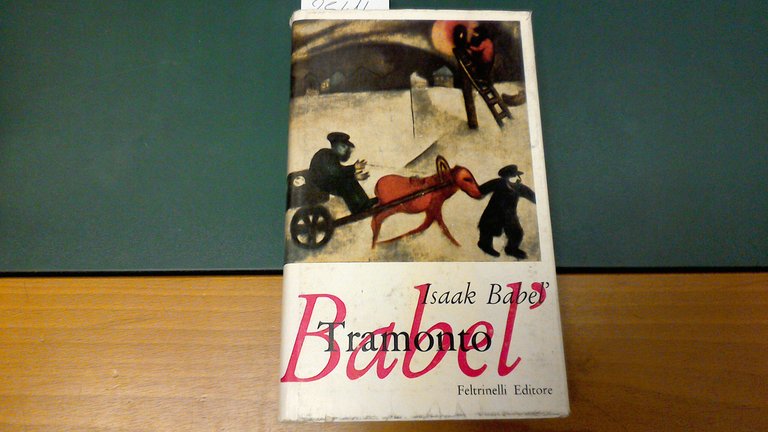 Isaak Babel'
Babel'
Tramonto
Feltrinelli Editore